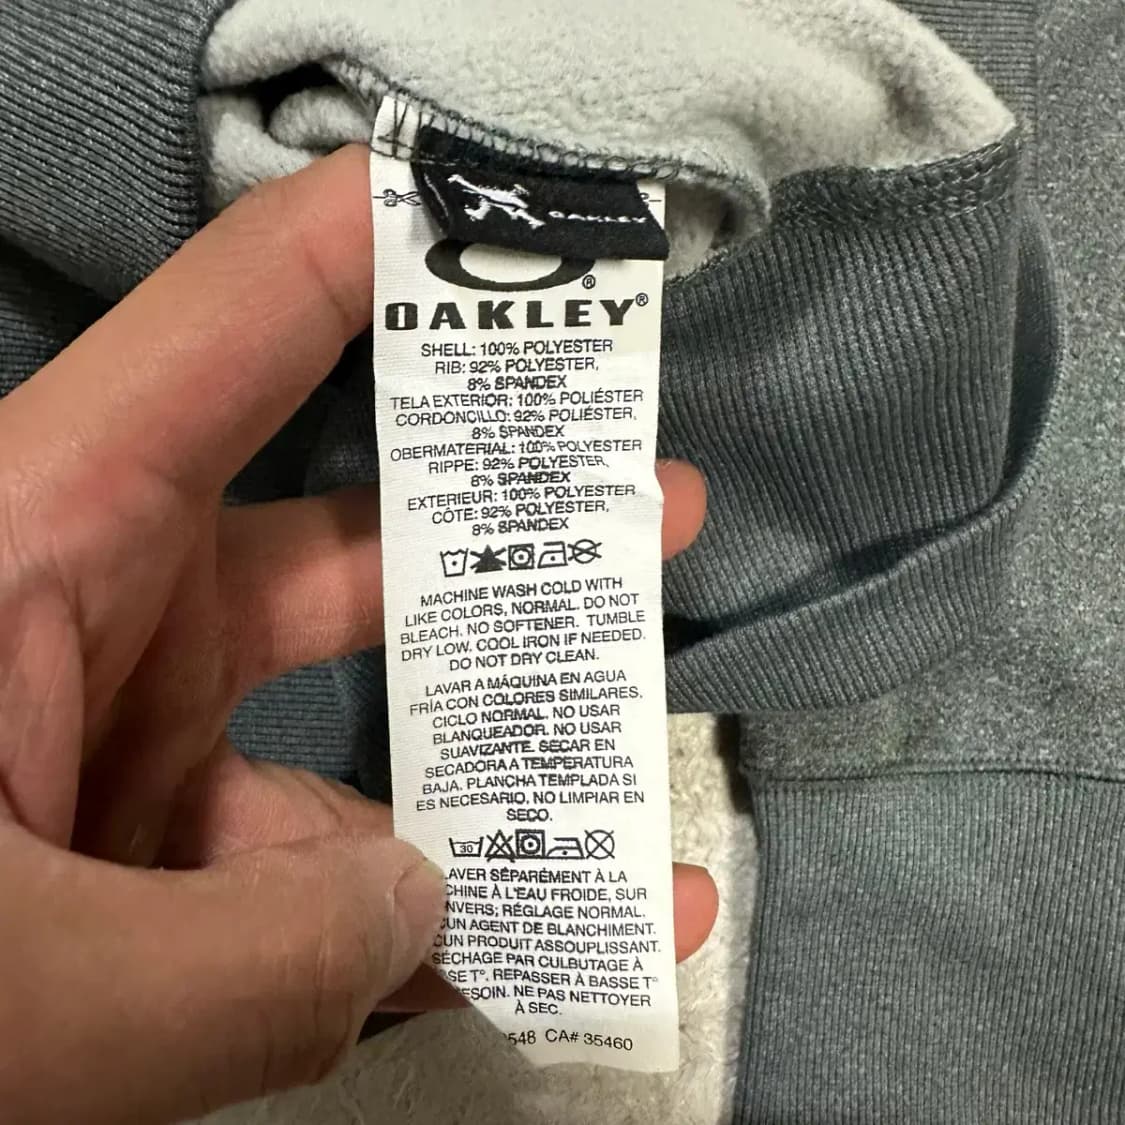 OAKLEY
®
OAKLEY®
SHELL: 100% POLYESTER
RIB: 92% POLYESTER,
8% SPANDEX
TELA EXTERIOR: 100% POLIÉSTER
CORDONCILLO: 92% POLIÉSTER,
8% SPANDEX
OBERMATERIAL: 100% POLYESTER
RIPPE: 92% POLYESTER,
8% SPANDEX
EXTERIEUR: 100% POLYESTER
CÔTE: 92% POLYESTER,
8% SPANDEX
MACHINE WASH COLD WITH
LIKE COLORS, NORMAL. DO NOT
BLEACH. NO SOFTENER. TUMBLE
DRY LOW. COOL IRON IF NEEDED.
DO NOT DRY CLEAN.
LAVAR A MÁQUINA EN AGUA
FRÍA CON COLORES SIMILARES.
CICLO NORMAL. NO USAR
BLANQUEADOR. NO USAR
SUAVIZANTE. SECAR EN
SECADORA A TEMPERATURA
BAJA. PLANCHA TEMPLADA SI
ES NECESARIO. NO LIMPIAR EN
SECO.
30
SÉPARÉMENT À LA
À L'EAU FROIDE, SUR
RÉGLAGE NORMAL.
AGENT DE BLANCHIMENT.
PRODUIT ASSOUPLISSANT.
SÉCHAGE PAR CULBUTAGE À
T°. REPASSER À BASSE T°
NE PAS NETTOYER
À SEC.
CA# 35460